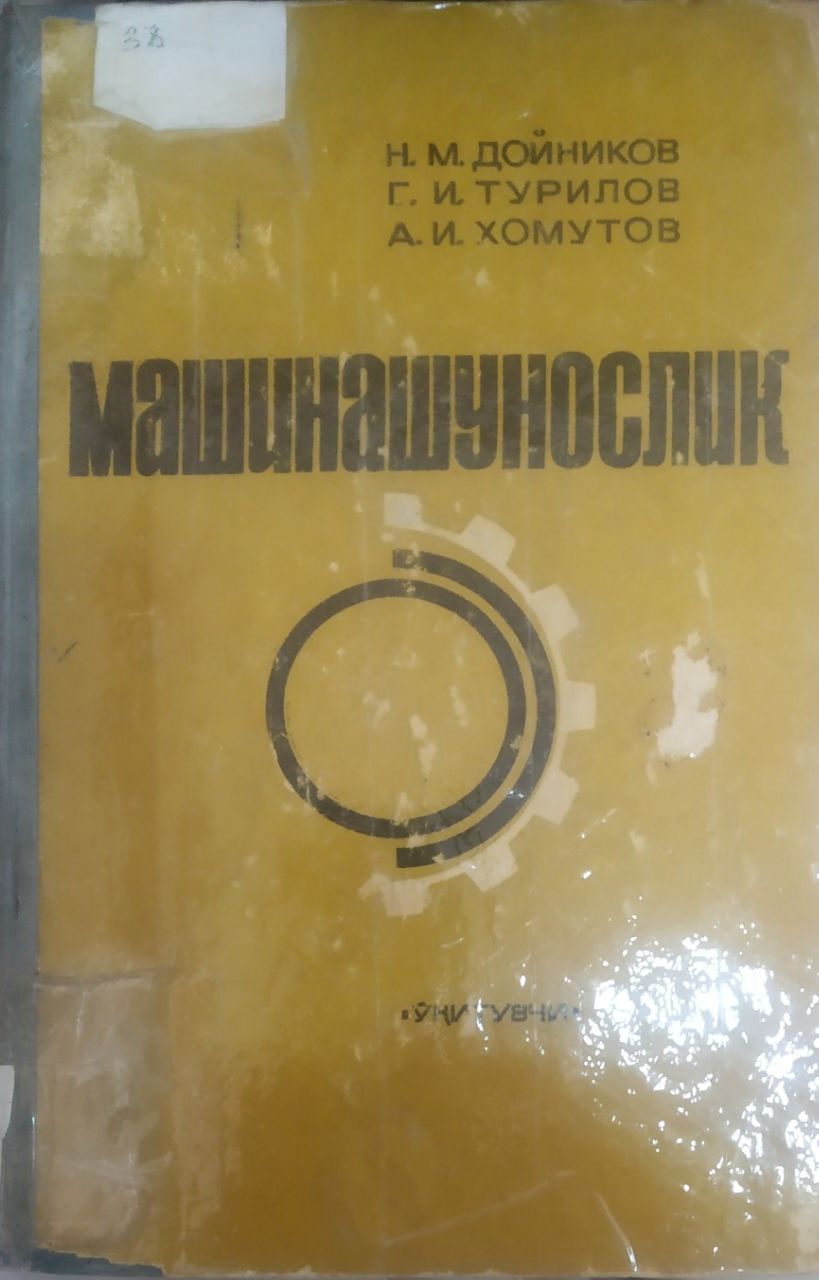 Н. М. ДОЙНИКОВ
Г. И. ТУРИЛОВ
А. И. ХОМУТОВ
МАШИНАШУНОСЛИК
«ЎҚИТУВЧИ»